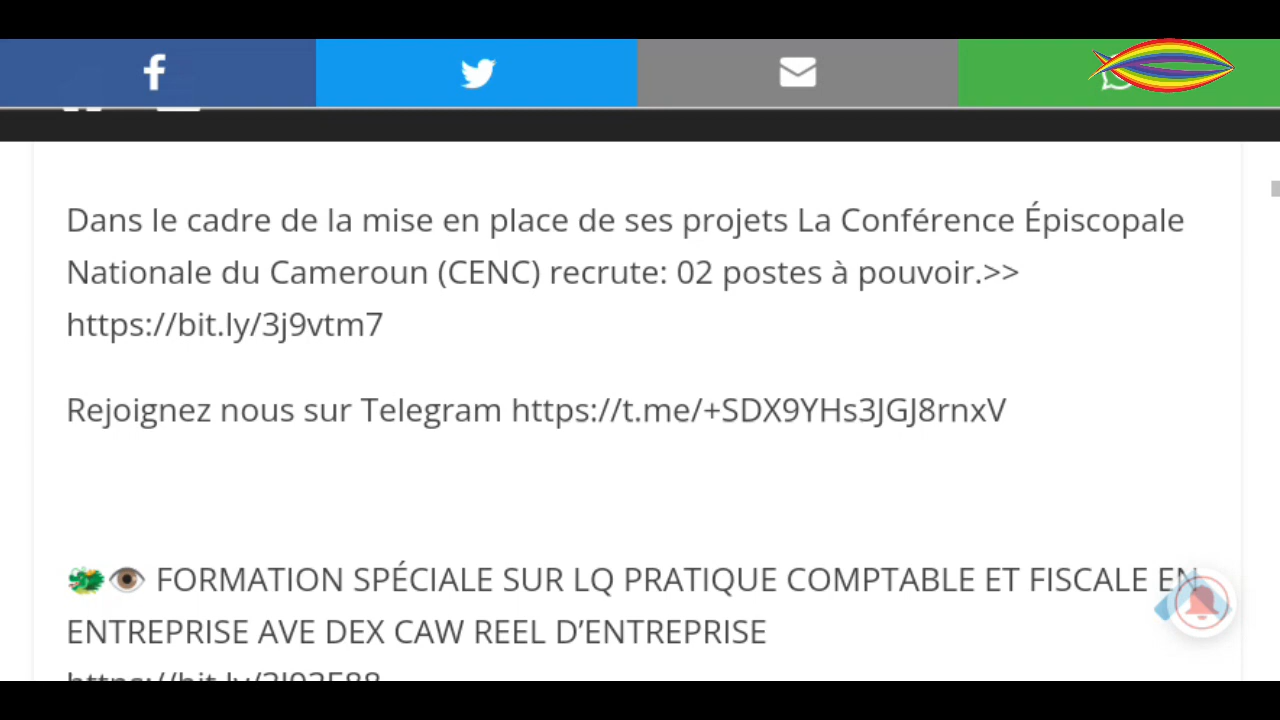 Dans le cadre de la mise en place de ses projets La Conférence Épiscopale
Nationale du Cameroun (CENC) recrute: 02 postes à pouvoir.>>
https://bit.ly/3j9vtm7
Rejoignez nous sur Telegram https://t.me/+SDX9YHs3JGJ8rnxV
🐲👁 FORMATION SPÉCIALE SUR LQ PRATIQUE COMPTABLE ET FISCALE EN
ENTREPRISE AVE DEX CAW REEL D’ENTREPRISE